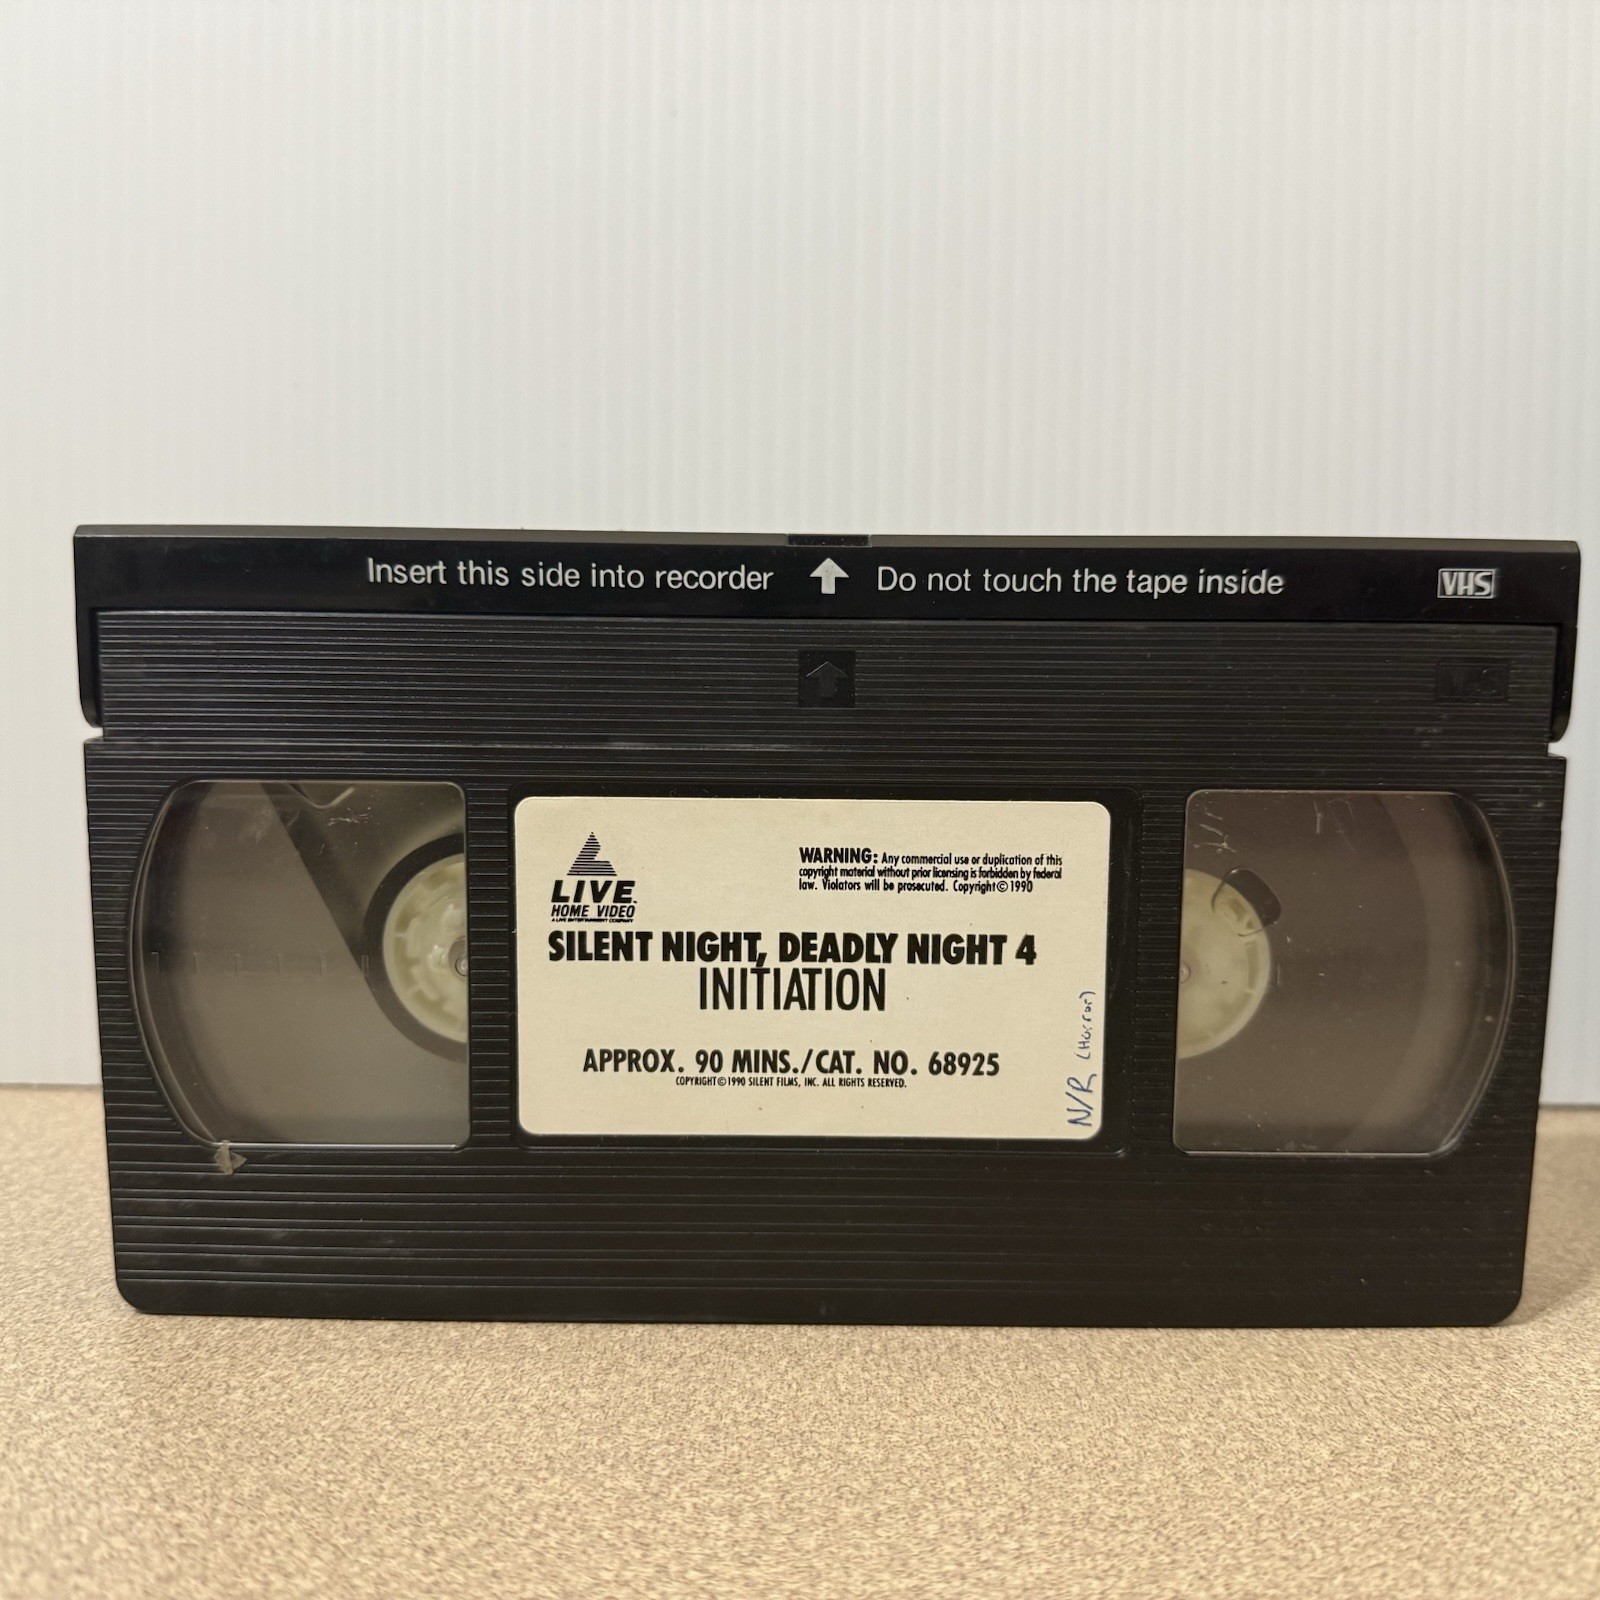 Insert this side into recorder Do not touch the tape inside VHS
LIVE
HOME VIDEO
A LIVE ENTERTAINMENT COMPANY
WARNING: Any commercial use or duplication of this
copyright material without prior licensing is forbidden by federal
law. Violators will be prosecuted. Copyright©1990
SILENT NIGHT, DEADLY NIGHT 4
INITIATION
APPROX. 90 MINS./CAT. NO. 68925
COPYRIGHT©1990 SILENT FILMS, INC. ALL RIGHTS RESERVED.
N/R (Horror)